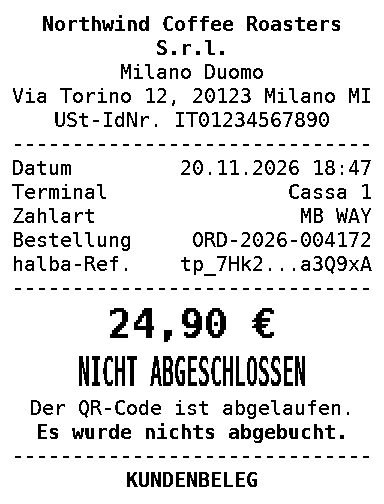 Northwind Coffee Roasters
S.r.l.
Milano Duomo
Via Torino 12, 20123 Milano MI
USt-IdNr. IT01234567890
------------------------------
Datum 20.11.2026 18:47
Terminal Cassa 1
Zahlart MB WAY
Bestellung ORD-2026-004172
halba-Ref. tp_7Hk2...a3Q9xA
------------------------------
24,90 €
NICHT ABGESCHLOSSEN
Der QR-Code ist abgelaufen.
Es wurde nichts abgebucht.
------------------------------
KUNDENBELEG